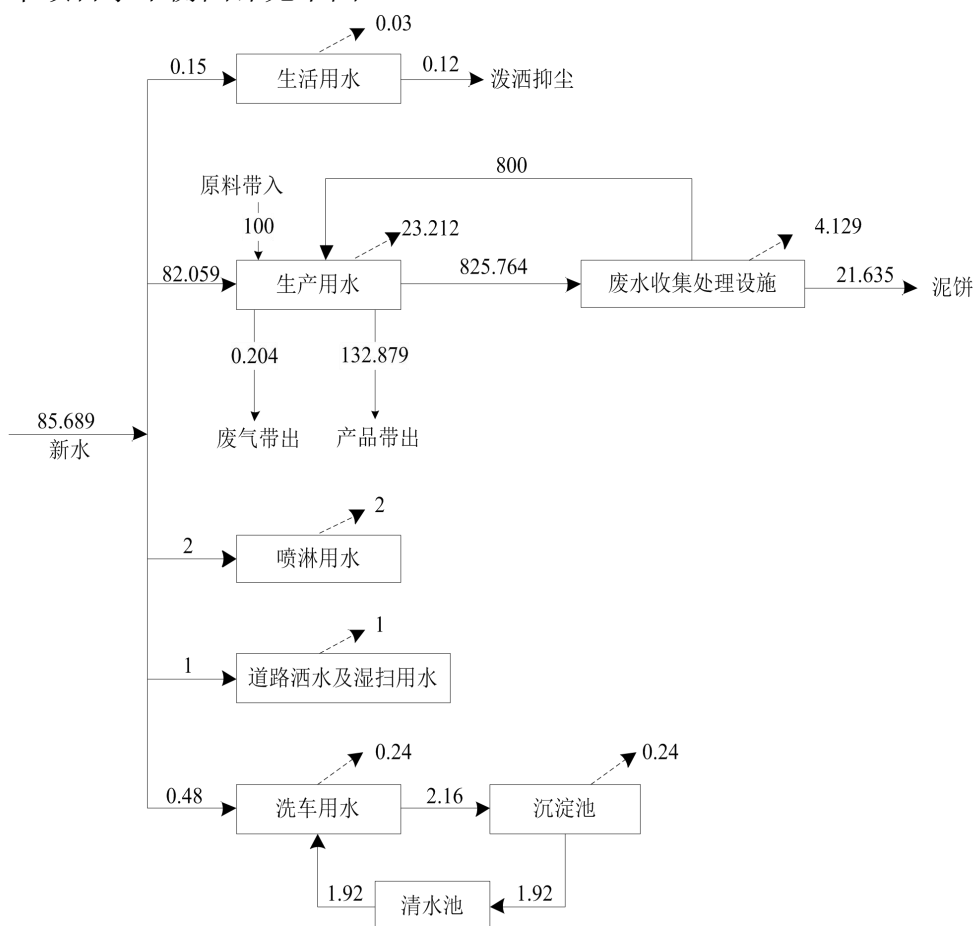 0.03
0.15
生活用水
0.12
泼洒抑尘
800
原料带入
100
23.212
4.129
82.059
生产用水
825.764
废水收集处理设施
21.635
泥饼
0.204
132.879
85.689
新水
废气带出
产品带出
2
2
喷淋用水
1
1
道路洒水及湿扫用水
0.24
0.24
0.48
洗车用水
2.16
沉淀池
1.92
清水池
1.92